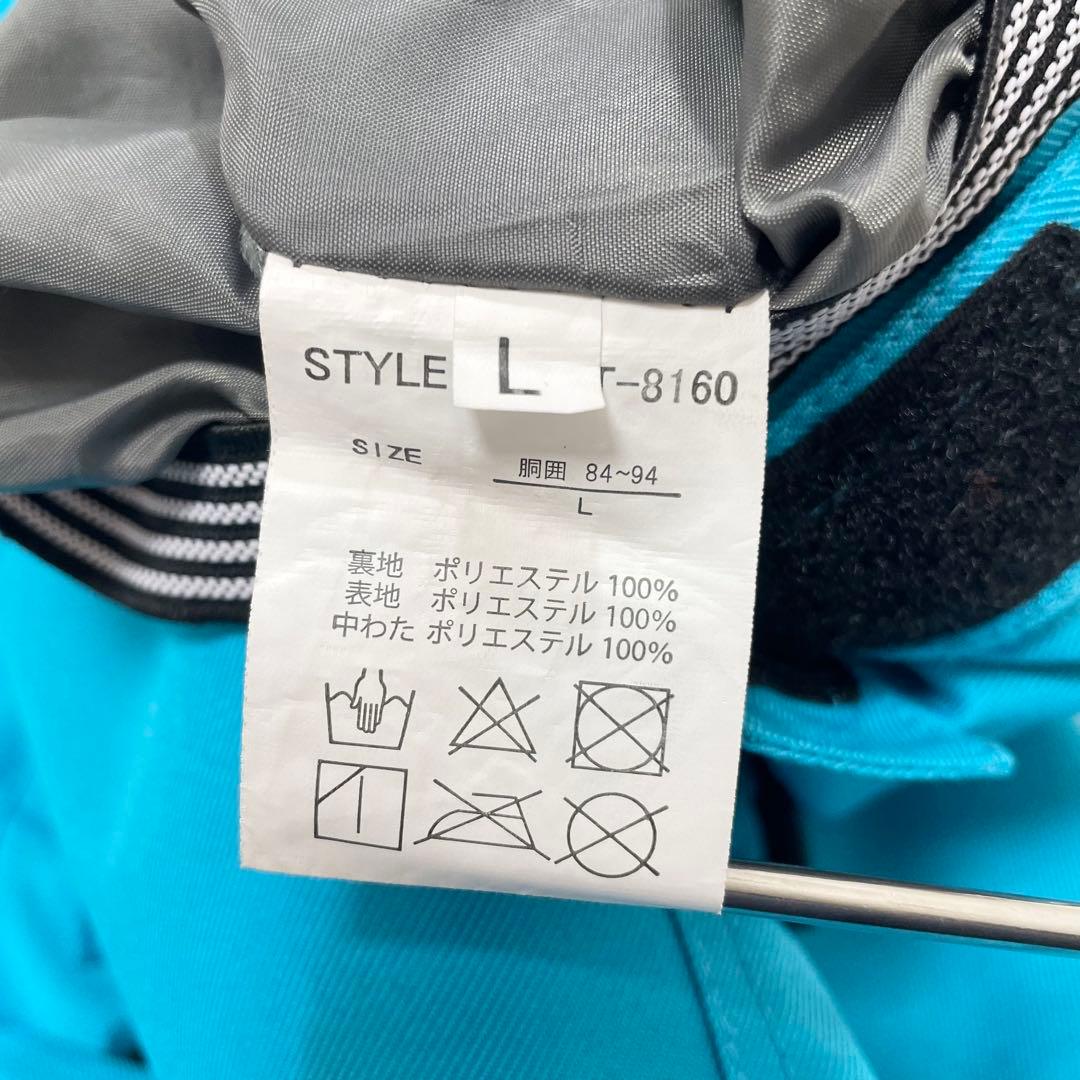 STYLE L T-8160
SIZE 胴囲 84~94
L
裏地 ポリエステル 100%
表地 ポリエステル 100%
中わた ポリエステル 100%